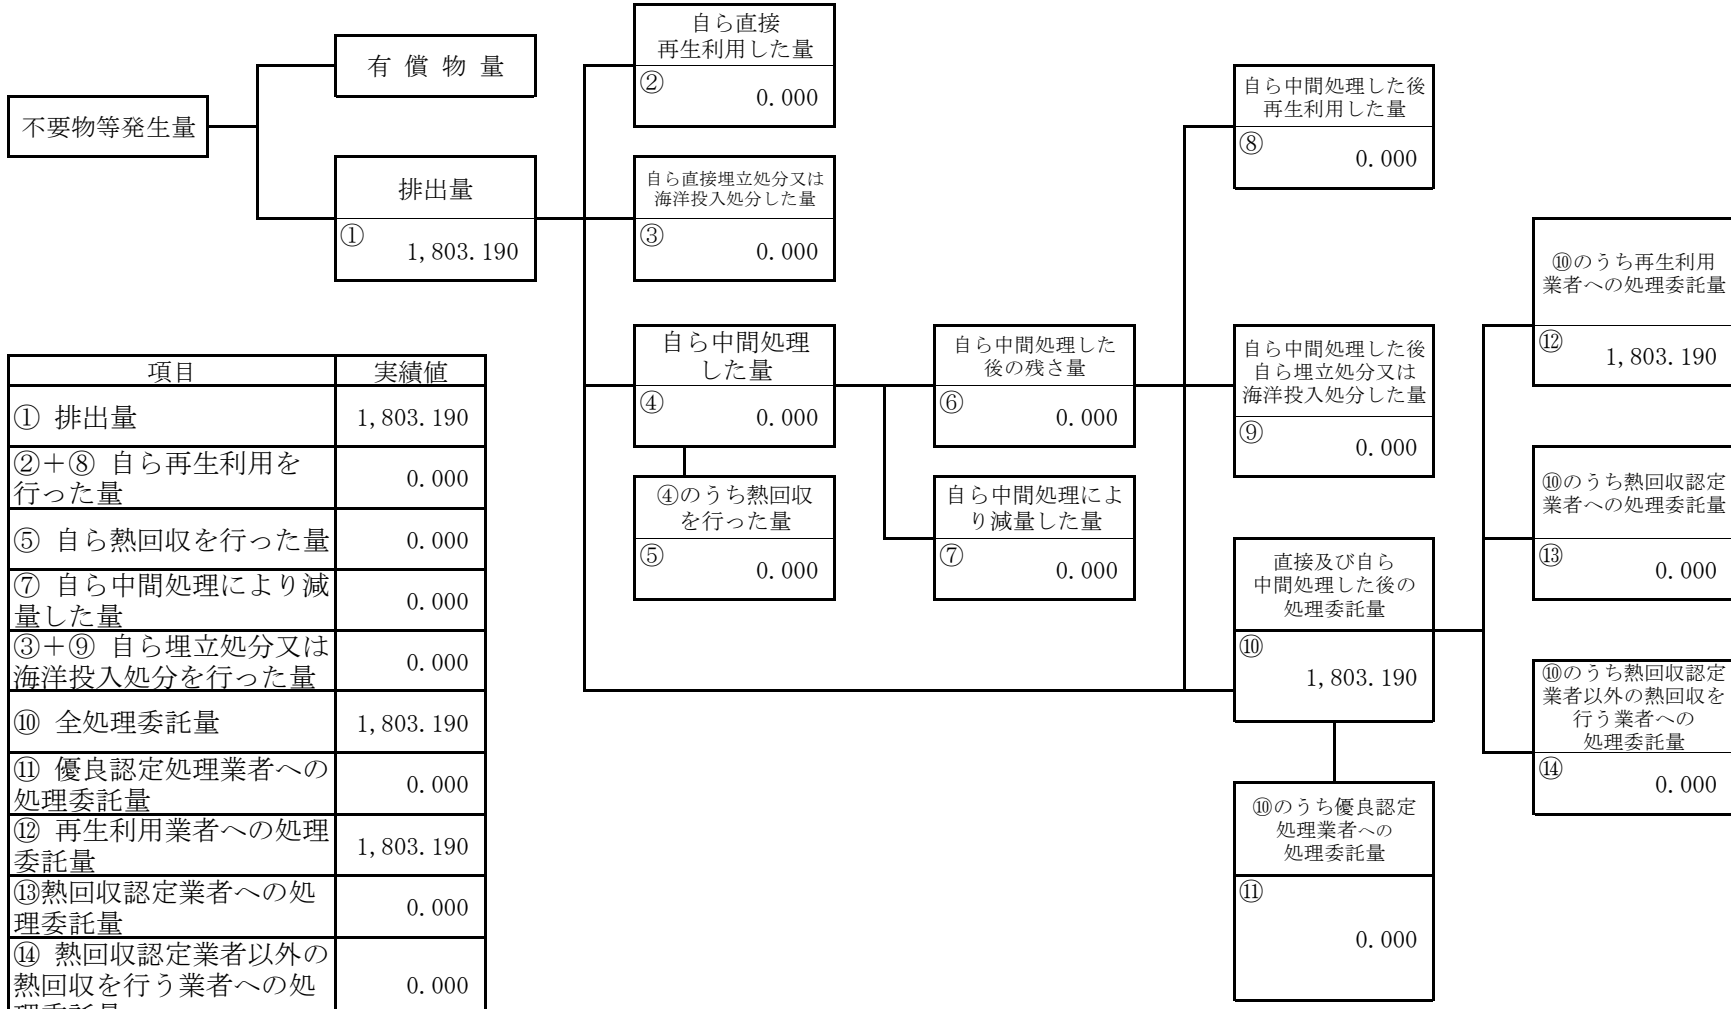 不要物等発生量
有 償 物 量
排出量
①
1,803.190
自ら直接
再生利用した量
②
0.000
自ら直接埋立処分又は
海洋投入処分した量
③
0.000
自ら中間処理
した量
④
0.000
④のうち熱回収
を行った量
⑤
0.000
自ら中間処理した
後の残さ量
⑥
0.000
自ら中間処理によ
り減量した量
⑦
0.000
自ら中間処理した後
再生利用した量
⑧
0.000
自ら中間処理した後
自ら埋立処分又は
海洋投入処分した量
⑨
0.000
直接及び自ら
中間処理した後の
処理委託量
⑩
1,803.190
⑩のうち優良認定
処理業者への
処理委託量
⑪
0.000
⑩のうち再生利用
業者への処理委託量
⑫
1,803.190
⑩のうち熱回収認定
業者への処理委託量
⑬
0.000
⑩のうち熱回収認定
業者以外の熱回収を
行う業者への
処理委託量
⑭
0.000
項目 実績値
① 排出量 1,803.190
②+⑧ 自ら再生利用を
行った量 0.000
⑤ 自ら熱回収を行った量 0.000
⑦ 自ら中間処理により減
量した量 0.000
③+⑨ 自ら埋立処分又は
海洋投入処分を行った量 0.000
⑩ 全処理委託量 1,803.190
⑪ 優良認定処理業者への
処理委託量 0.000
⑫ 再生利用業者への処理
委託量 1,803.190
⑬熱回収認定業者への処
理委託量 0.000
⑭ 熱回収認定業者以外の
熱回収を行う業者への処 0.000